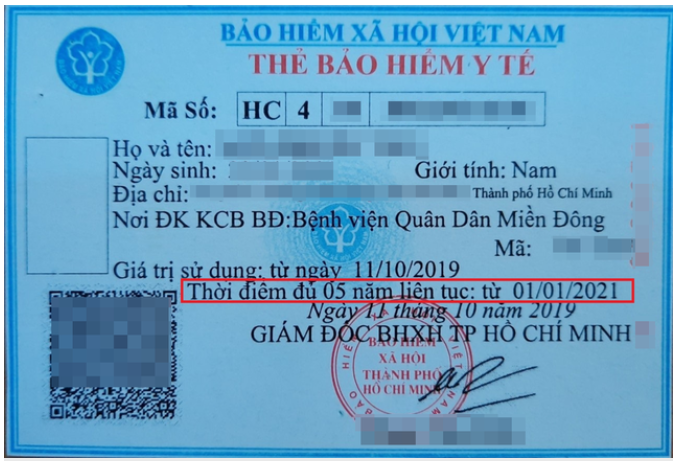 BẢO HIỂM XÃ HỘI VIỆT NAM
THẺ BẢO HIỂM Y TẾ
Mã Số: HC 4
Họ và tên:
Ngày sinh: Giới tính: Nam
Địa chỉ: Thành phố Hồ Chí Minh
Nơi ĐK KCB BĐ:Bệnh viện Quân Dân Miền Đông
Mã:
Giá trị sử dụng: từ ngày 11/10/2019
Thời điểm đủ 05 năm liên tục: từ 01/01/2021
Ngày 11 tháng 10 năm 2019
GIÁM ĐỐC BHXH TP HỒ CHÍ MINH
BẢO HIỂM
XÃ HỘI
THÀNH PHỐ
HỒ CHÍ MINH